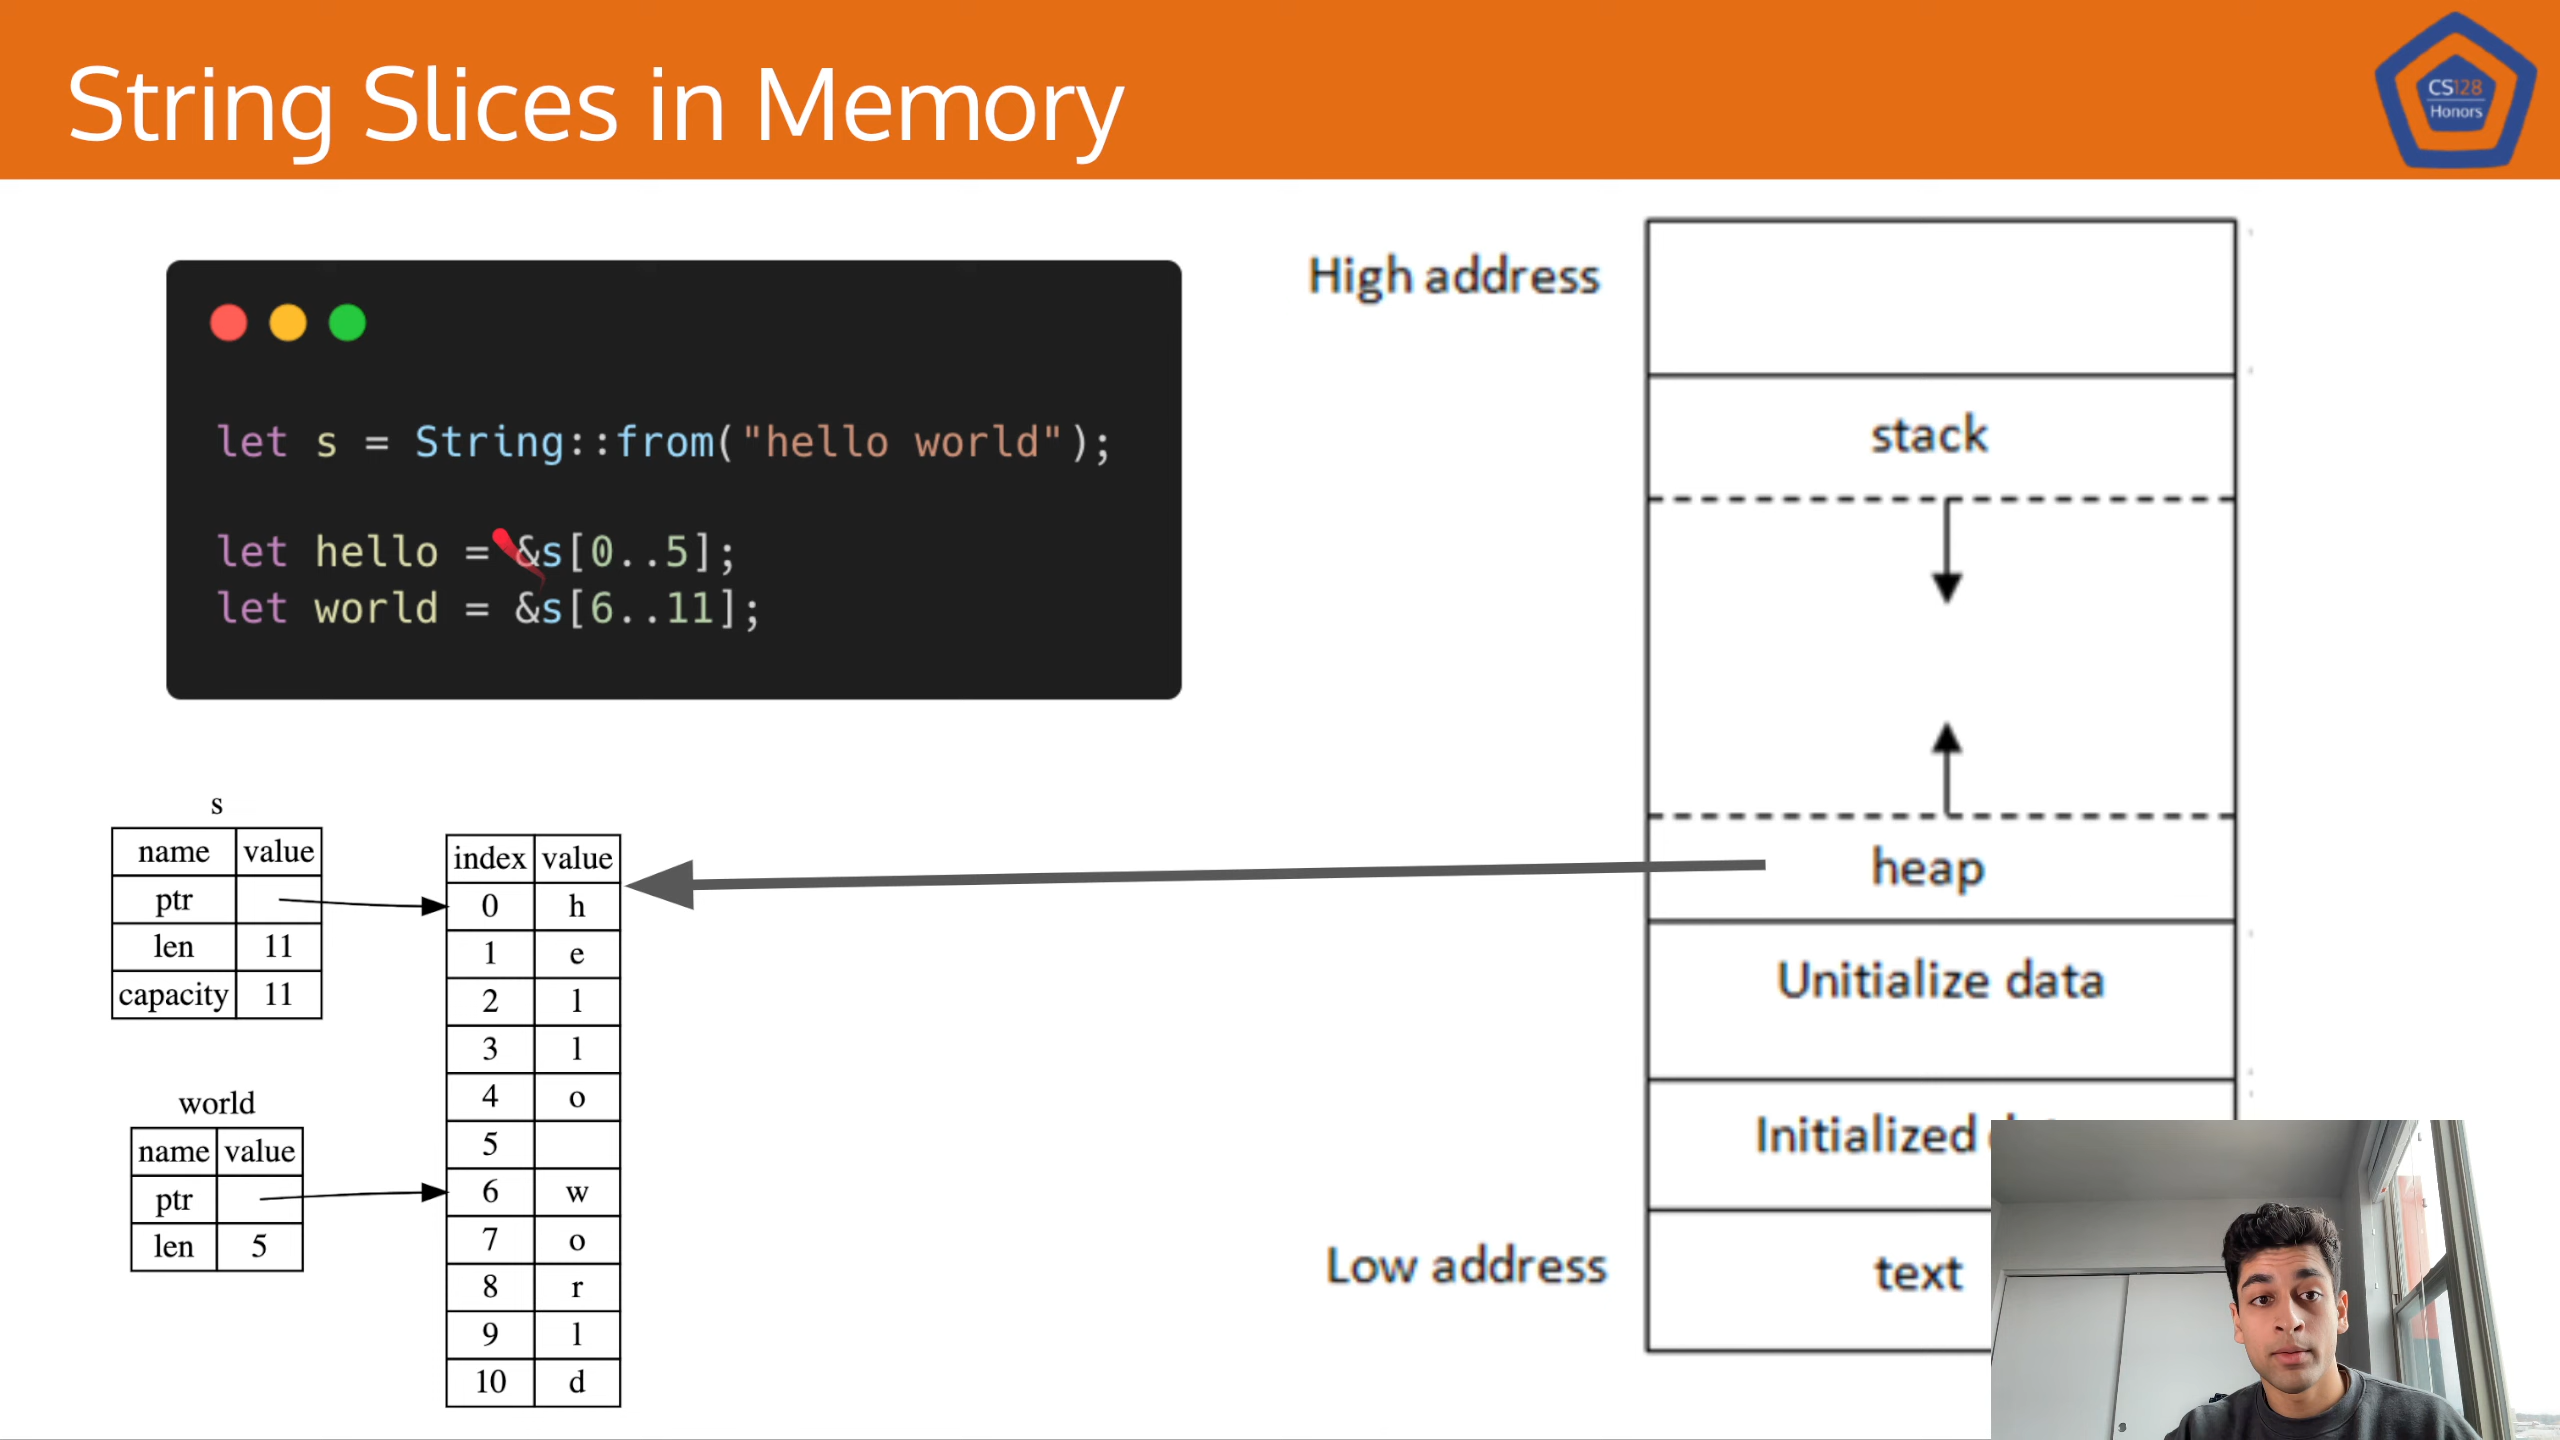 String Slices in Memory
CS128
Honors
let s = String::from("hello world");
let hello = &s[0..5];
let world = &s[6..11];
s
name value
ptr
len 11
capacity 11
world
name value
ptr
len 5
index value
0 h
1 e
2 l
3 l
4 o
5
6 w
7 o
8 r
9 l
10 d
High address
stack
heap
Unitialize data
Initialized
Low address
text